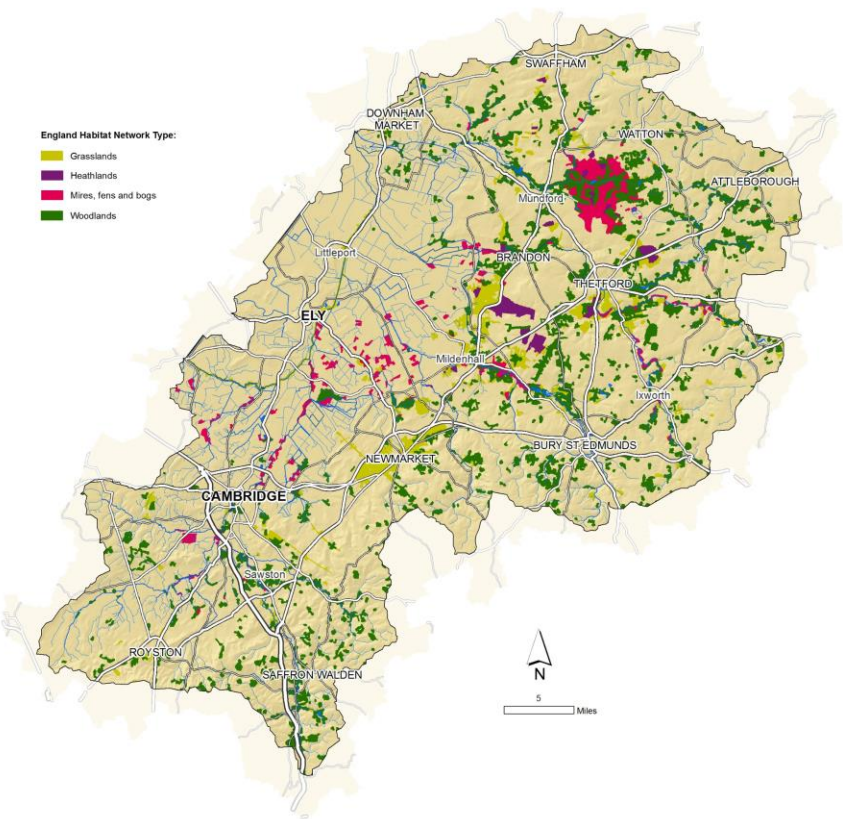 England Habitat Network Type:
Grasslands
Heathlands
Mires, fens and bogs
Woodlands
SWAFFHAM
DOWNHAM
MARKET
WATTON
ATTLEBOROUGH
Mundford
Littleport
BRANDON
THETFORD
ELY
Mildenhall
Ixworth
BURY ST EDMUNDS
NEWMARKET
CAMBRIDGE
Sawston
ROYSTON
SAFFRON WALDEN
N
5
Miles